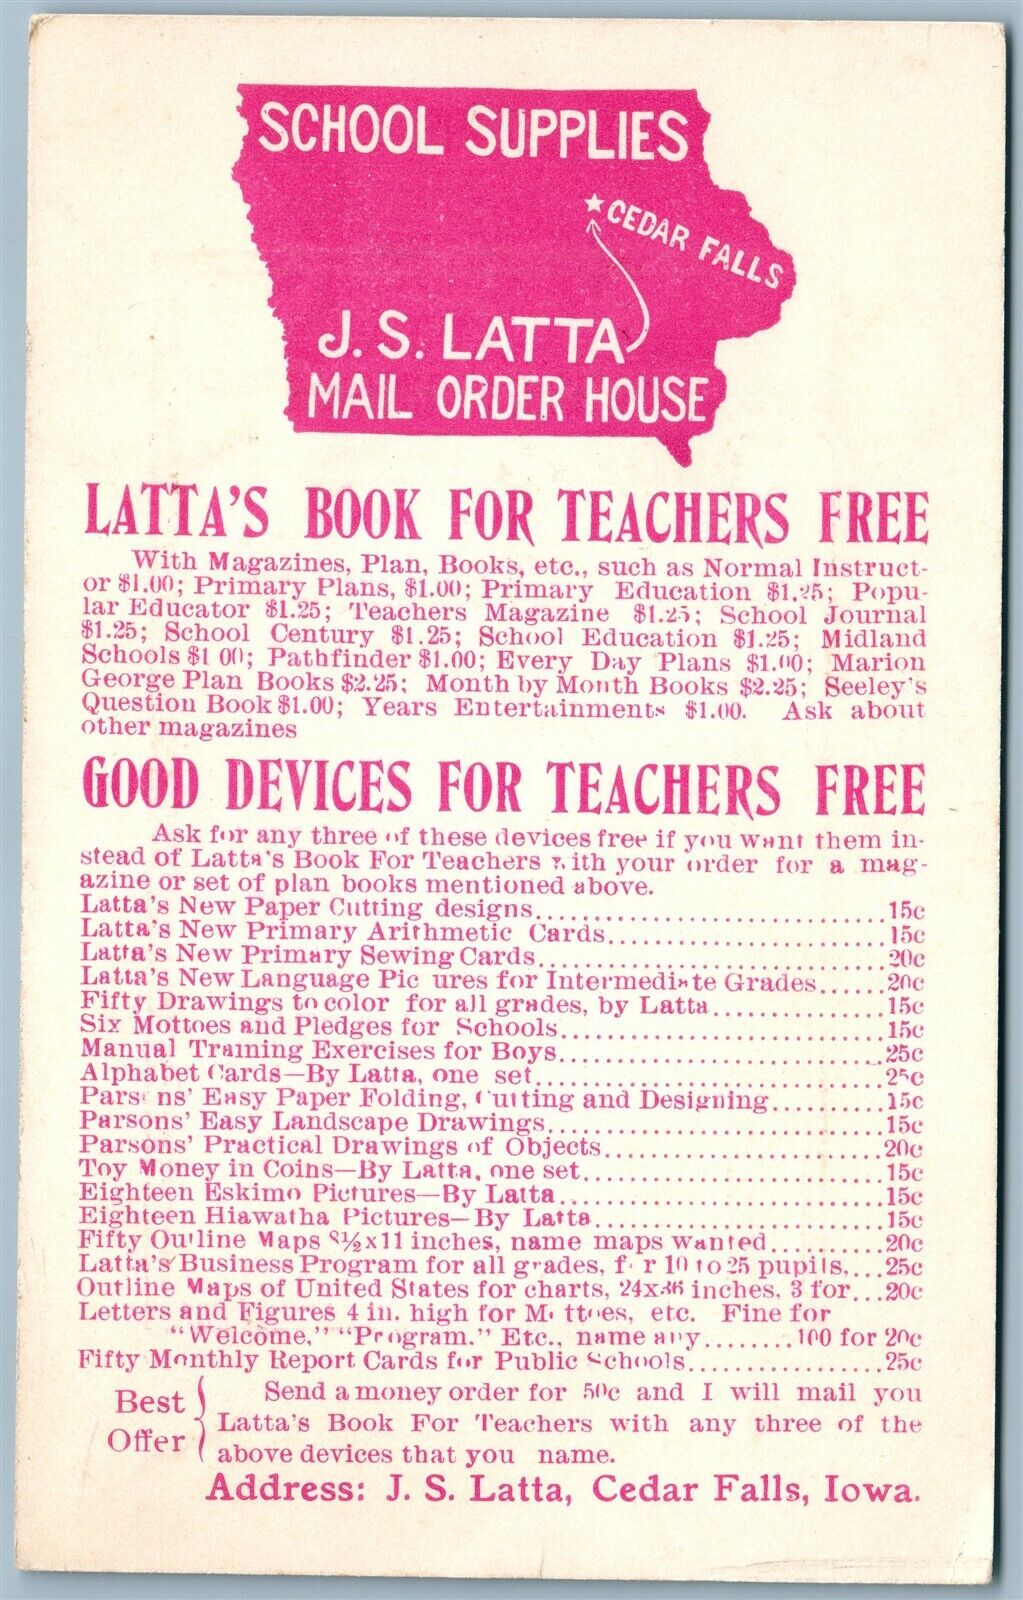 SCHOOL SUPPLIES
CEDAR FALLS
J. S. LATTA
MAIL ORDER HOUSE
LATTA'S BOOK FOR TEACHERS FREE
With Magazines, Plan, Books, etc., such as Normal Instruct-
or $1.00; Primary Plans, $1.00; Primary Education $1.25; Popu-
lar Educator $1.25; Teachers Magazine $1.25; School Journal
$1.25; School Century $1.25; School Education $1.25; Midland
Schools $1 00; Pathfinder $1.00; Every Day Plans $1.00; Marion
George Plan Books $2.25; Month by Month Books $2.25; Seeley's
Question Book $1.00; Years Entertainments $1.00. Ask about
other magazines
GOOD DEVICES FOR TEACHERS FREE
Ask for any three of these devices free if you want them in-
stead of Latta's Book For Teachers with your order for a mag-
azine or set of plan books mentioned above.
Latta's New Paper Cutting designs..............................15c
Latta's New Primary Arithmetic Cards........................15c
Latta's New Primary Sewing Cards..............................20c
Latta's New Language Pic ures for Intermediate Grades......20c
Fifty Drawings to color for all grades, by Latta...............15c
Six Mottoes and Pledges for Schools............................15c
Manual Training Exercises for Boys............................25c
Alphabet Cards—By Latta, one set..............................25c
Parsons' Easy Paper Folding, Cutting and Designing..........15c
Parsons' Easy Landscape Drawings.............................15c
Parsons' Practical Drawings of Objects........................20c
Toy Money in Coins—By Latta, one set..........................15c
Eighteen Eskimo Pictures—By Latta............................15c
Eighteen Hiawatha Pictures—By Latta.........................15c
Fifty Outline Maps 8½x11 inches, name maps wanted..........20c
Latta's Business Program for all grades, for 10 to 25 pupils,...25c
Outline Maps of United States for charts, 24x36 inches, 3 for...20c
Letters and Figures 4 in. high for Mottoes, etc. Fine for
"Welcome," "Program." Etc., name any........100 for 20c
Fifty Monthly Report Cards for Public Schools.................25c
Best Offer
Send a money order for 50c and I will mail you
Latta's Book For Teachers with any three of the
above devices that you name.
Address: J. S. Latta, Cedar Falls, Iowa.